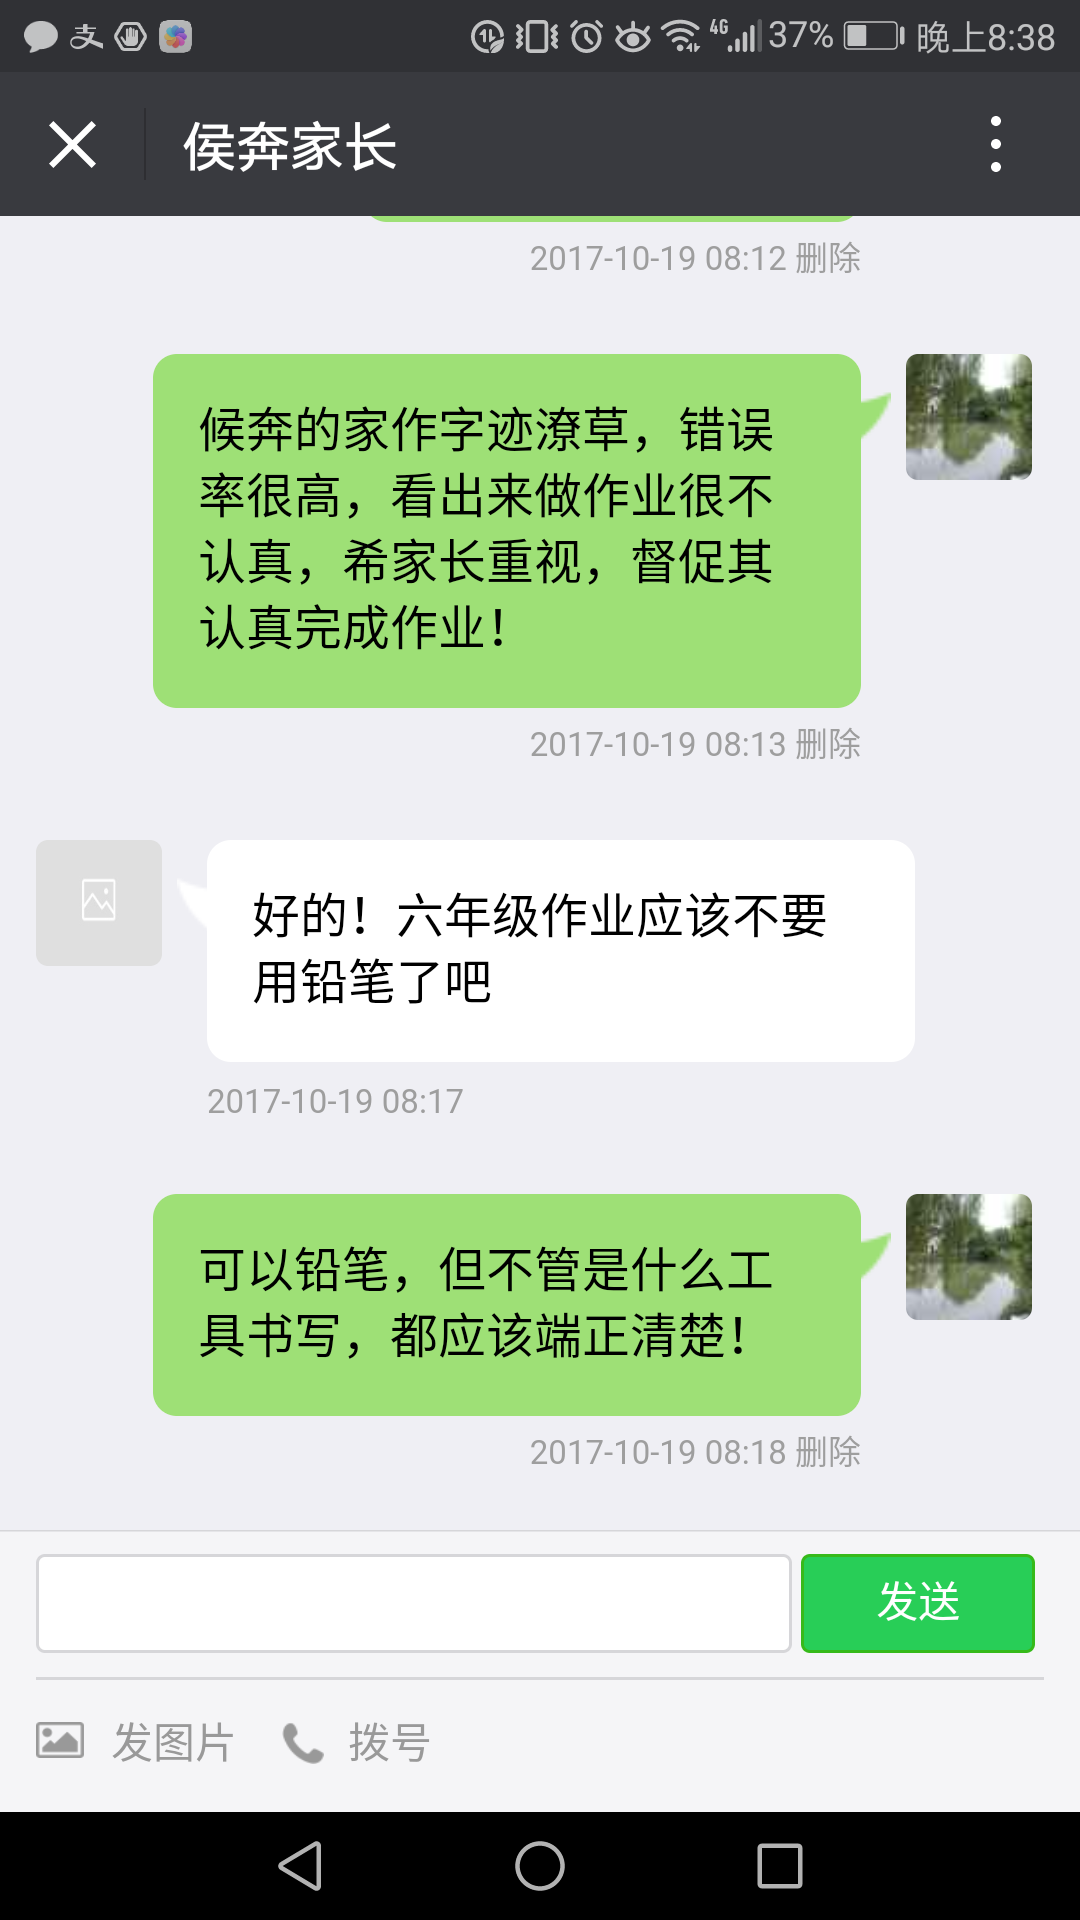 支 4G 37% 晚上8:38
侯奔家长
2017-10-19 08:12 删除
候奔的家作字迹潦草，错误
率很高，看出来做作业很不
认真，希家长重视，督促其
认真完成作业！
2017-10-19 08:13 删除
好的！六年级作业应该不要
用铅笔了吧
2017-10-19 08:17
可以铅笔，但不管是什么工
具书写，都应该端正清楚！
2017-10-19 08:18 删除
发送
发图片 拨号